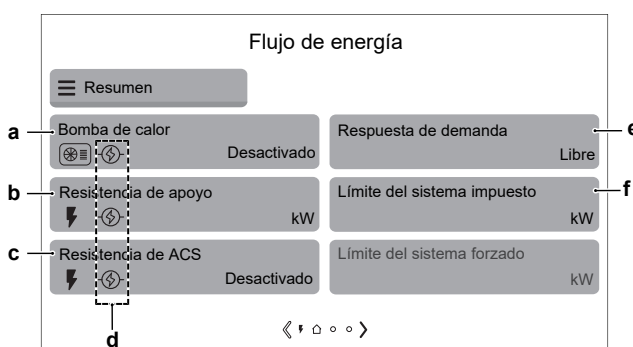 Flujo de energía
Resumen
a Bomba de calor
Desactivado
Respuesta de demanda e
Libre
b Resistencia de apoyo
kW
Límite del sistema impuesto f
kW
c Resistencia de ACS
Desactivado
Límite del sistema forzado
kW
d